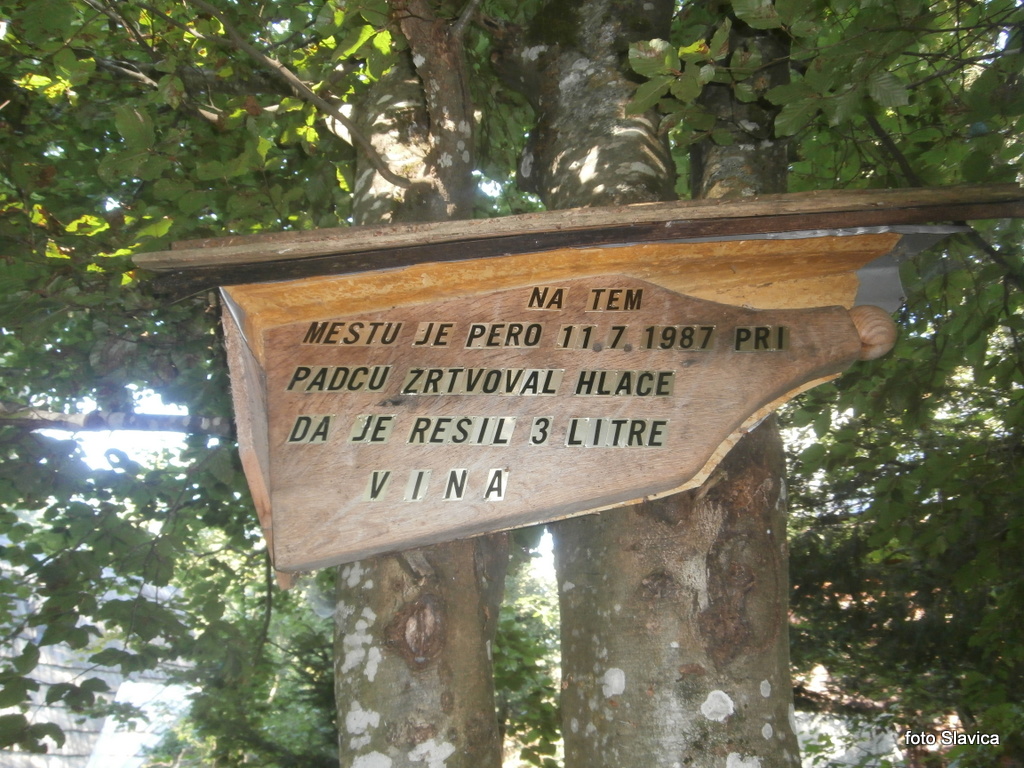 NA TEM
MESTU JE PERO 11.7.1987 PRI
PADCU ZRTVOVAL HLACE
DA JE RESIL 3 LITRE
VINA
foto Slavica